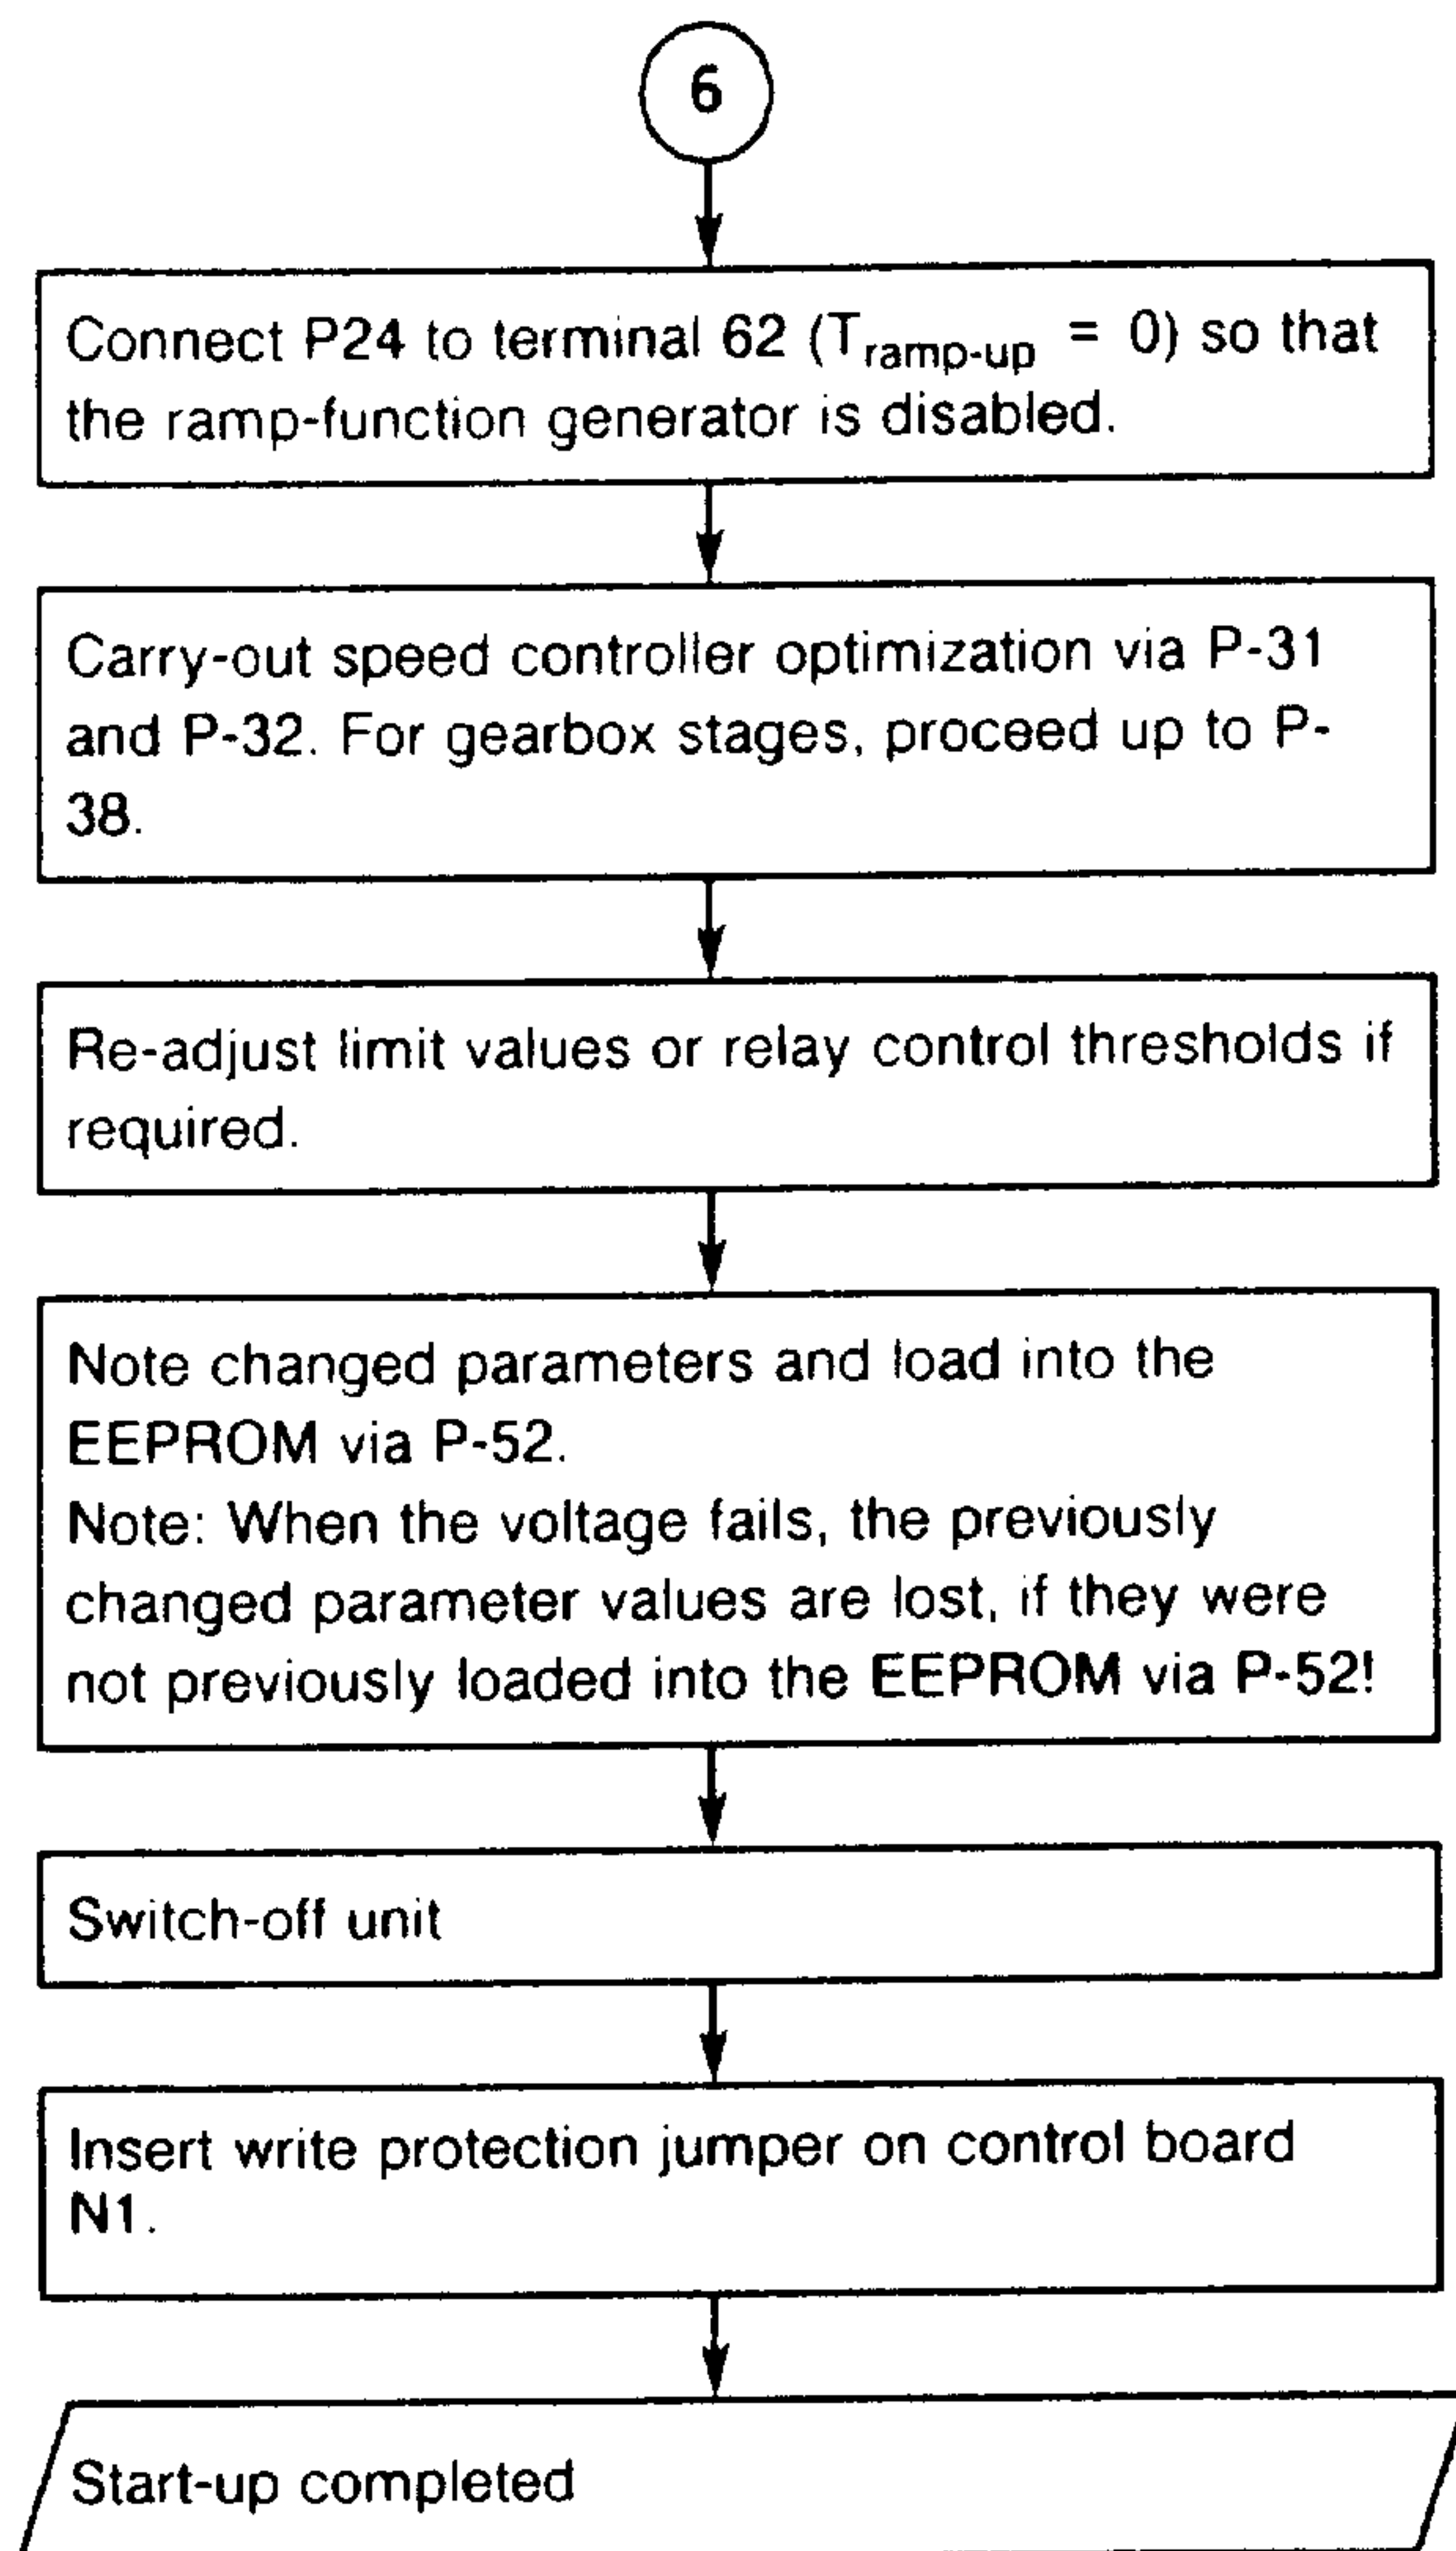 6
Connect P24 to terminal 62 (Tramp-up = 0) so that
the ramp-function generator is disabled.
Carry-out speed controller optimization via P-31
and P-32. For gearbox stages, proceed up to P-
38.
Re-adjust limit values or relay control thresholds if
required.
Note changed parameters and load into the
EEPROM via P-52.
Note: When the voltage fails, the previously
changed parameter values are lost, if they were
not previously loaded into the EEPROM via P-52!
Switch-off unit
Insert write protection jumper on control board
N1.
Start-up completed